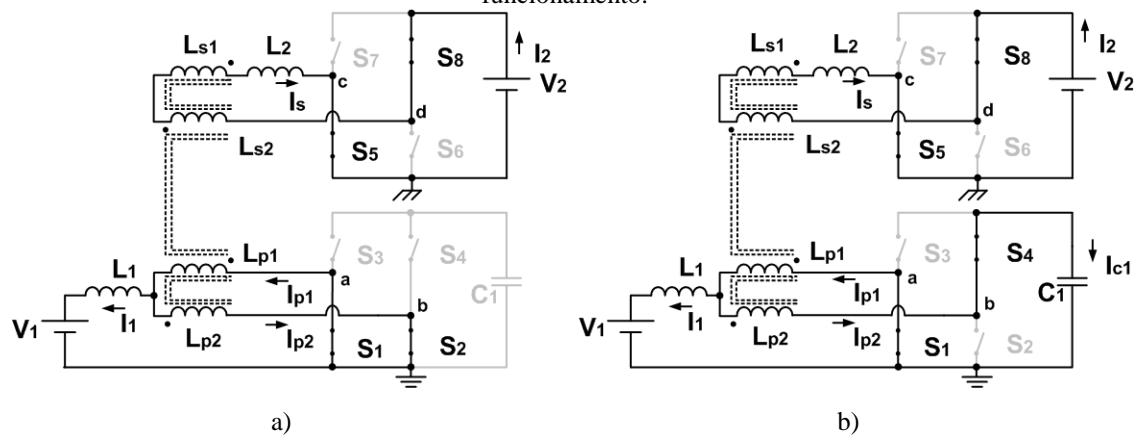 funcionamento.
Ls1 L2 S7 S8 I2
V2
Is c d
Ls2 S5 S6
Lp1 S3 S4
L1 a C1
Ip1 b
V1 I1 Lp2 Ip2 S1 S2
a)
Ls1 L2 S7 S8 I2
V2
Is c d
Ls2 S5 S6
Lp1 S3 S4 Ic1
L1 a C1
Ip1 b
V1 I1 Lp2 Ip2 S1 S2
b)